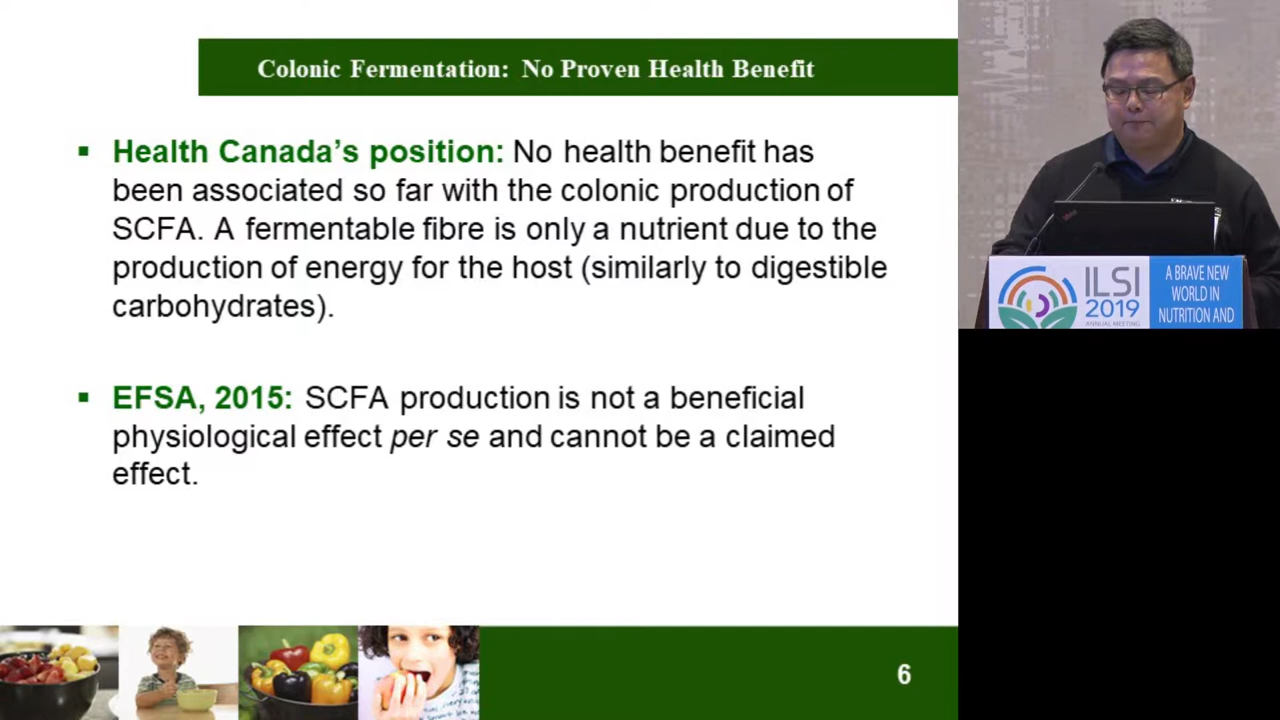 Colonic Fermentation: No Proven Health Benefit
▪ Health Canada's position: No health benefit has
been associated so far with the colonic production of
SCFA. A fermentable fibre is only a nutrient due to the
production of energy for the host (similarly to digestible
carbohydrates).
▪ EFSA, 2015: SCFA production is not a beneficial
physiological effect per se and cannot be a claimed
effect.
6
ILSI
2019
ANNUAL MEETING
A BRAVE NEW
WORLD IN
NUTRITION AND